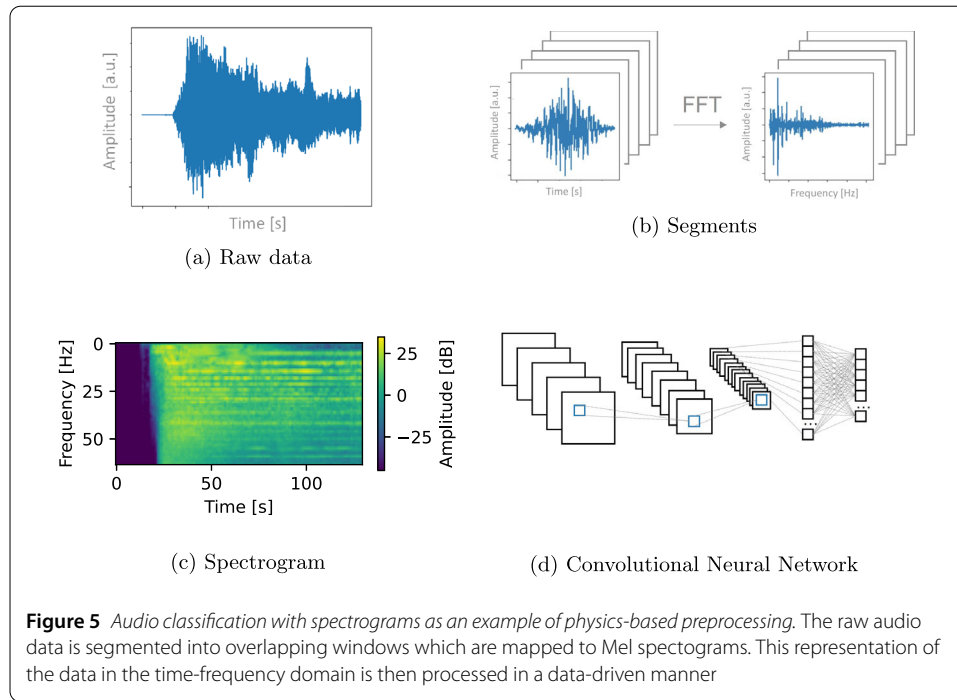 Amplitude [a.u.]
Time [s]
(a) Raw data
Amplitude [a.u.]
Time [s]
FFT
Amplitude [a.u.]
Frequency [Hz]
(b) Segments
Frequency [Hz]
0
25
50
0
50
100
Time [s]
25
0
−25
Amplitude [dB]
(c) Spectrogram
...
...
(d) Convolutional Neural Network
Figure 5 Audio classification with spectrograms as an example of physics-based preprocessing. The raw audio
data is segmented into overlapping windows which are mapped to Mel spectrograms. This representation of
the data in the time-frequency domain is then processed in a data-driven manner